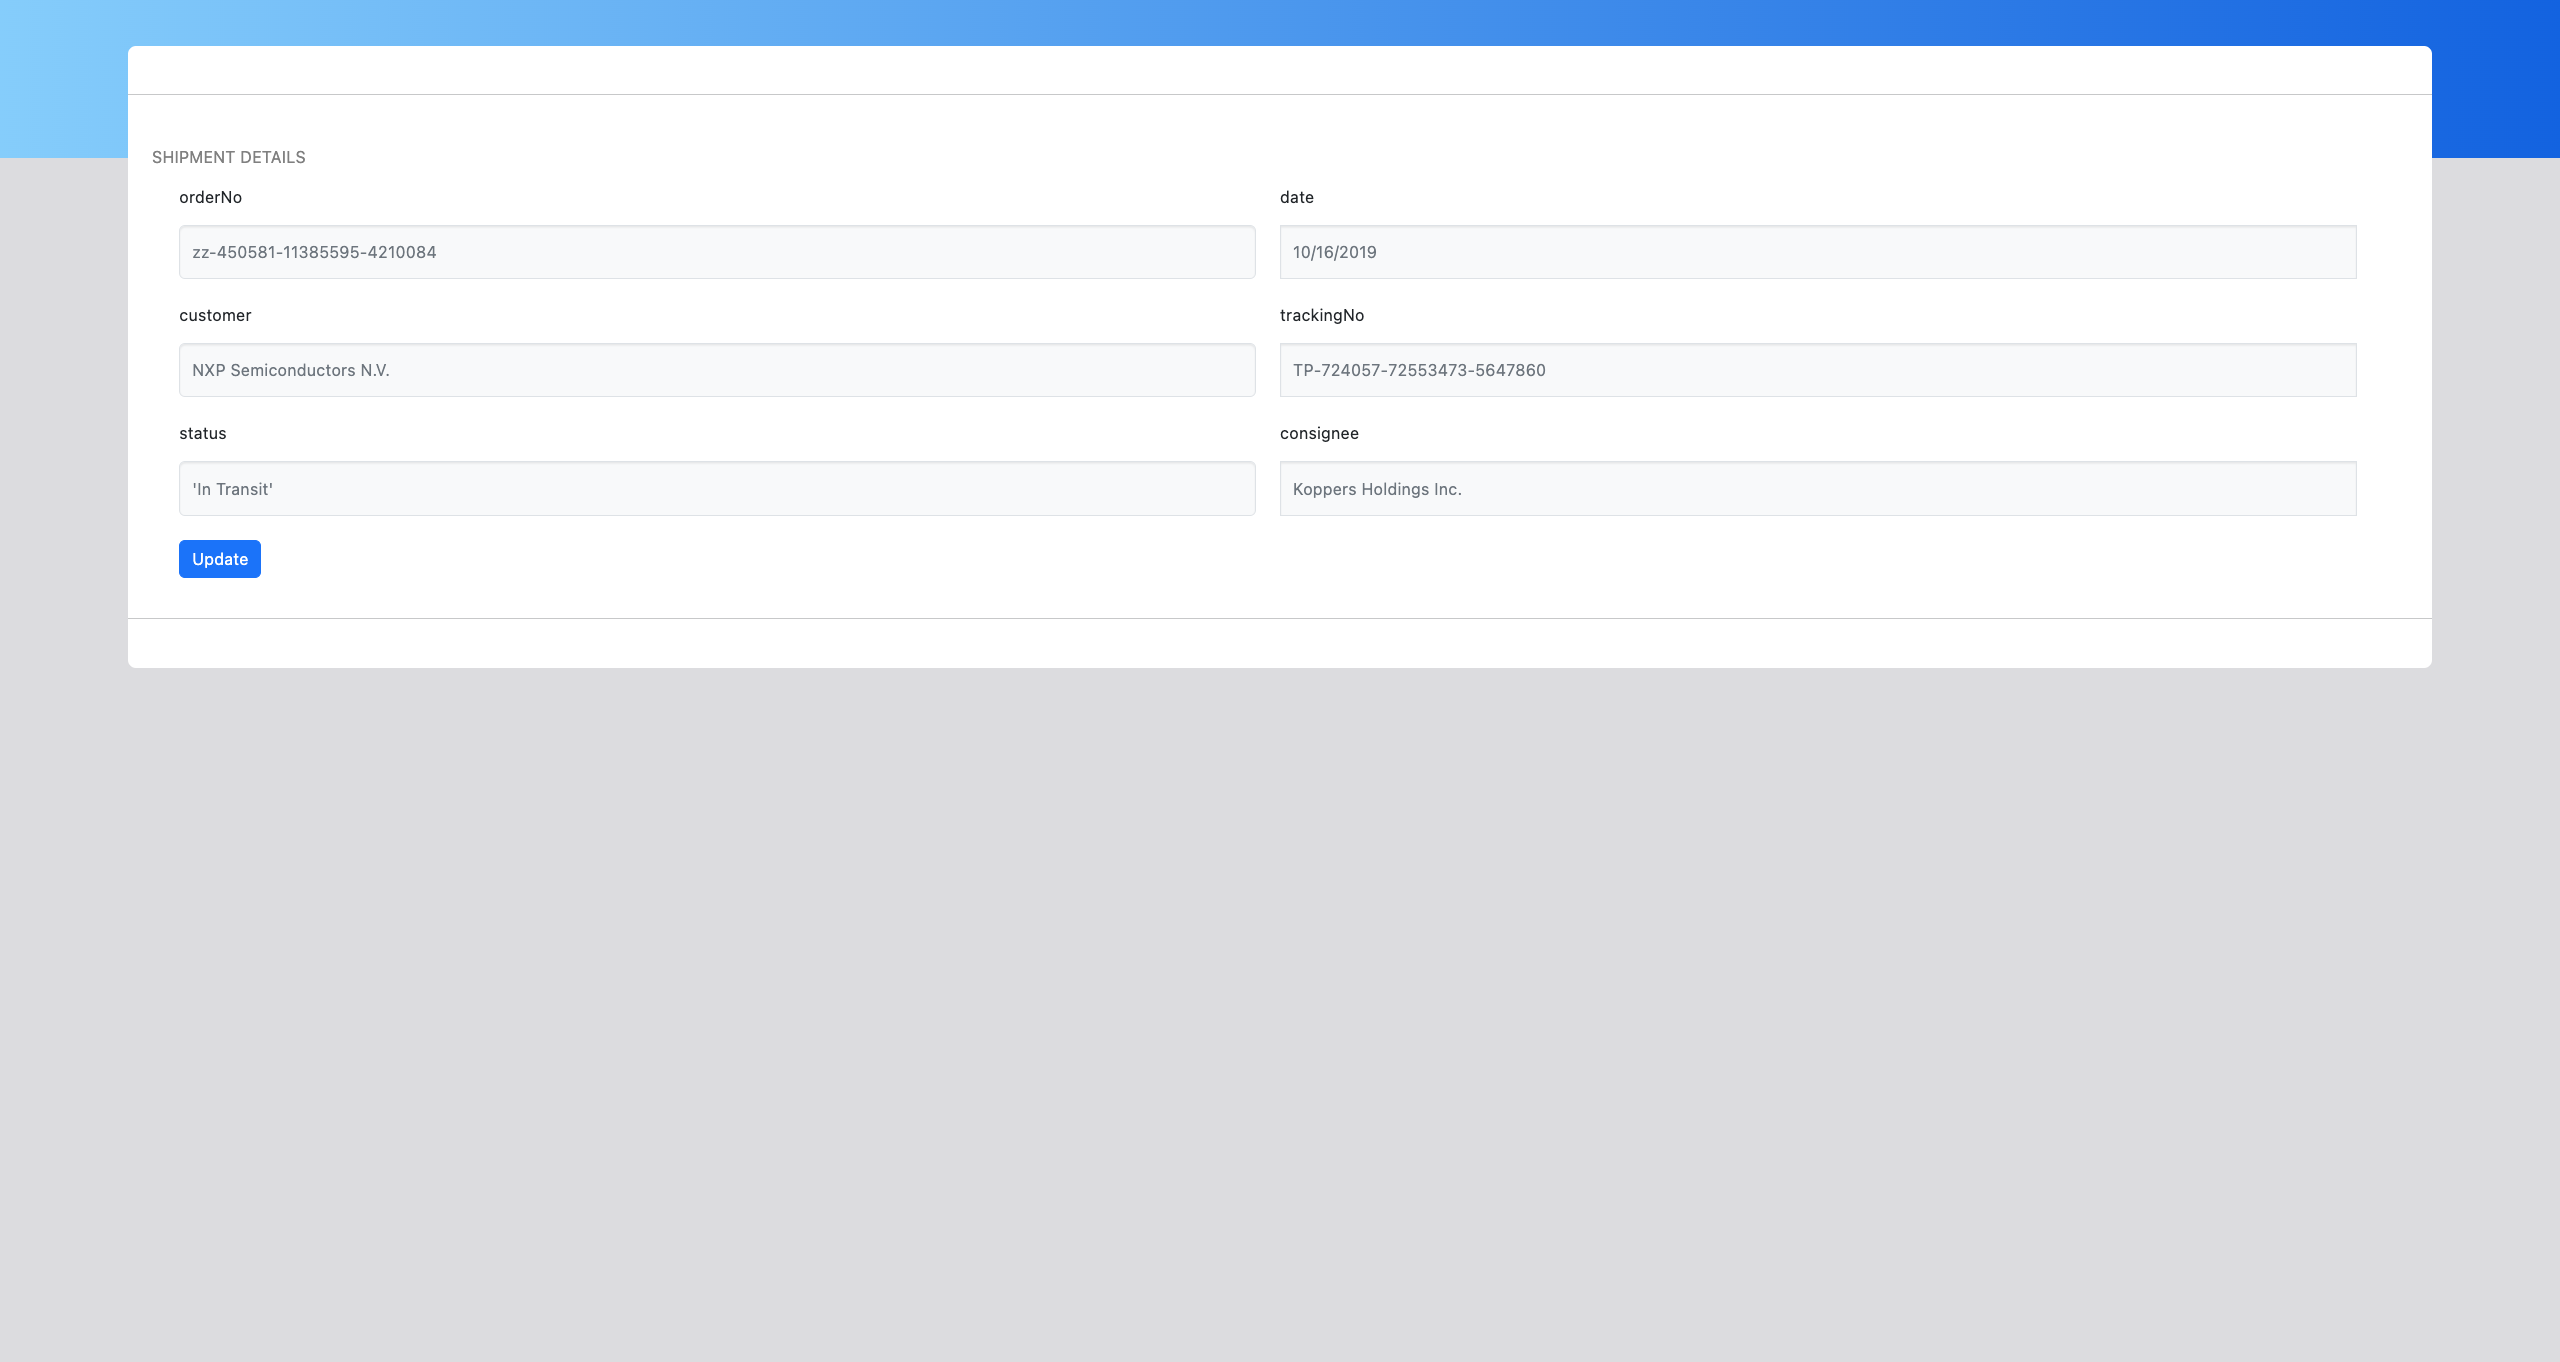 SHIPMENT DETAILS
orderNo
date
zz-450581-11385595-4210084
10/16/2019
customer
trackingNo
NXP Semiconductors N.V.
TP-724057-72553473-5647860
status
consignee
'In Transit'
Koppers Holdings Inc.
Update